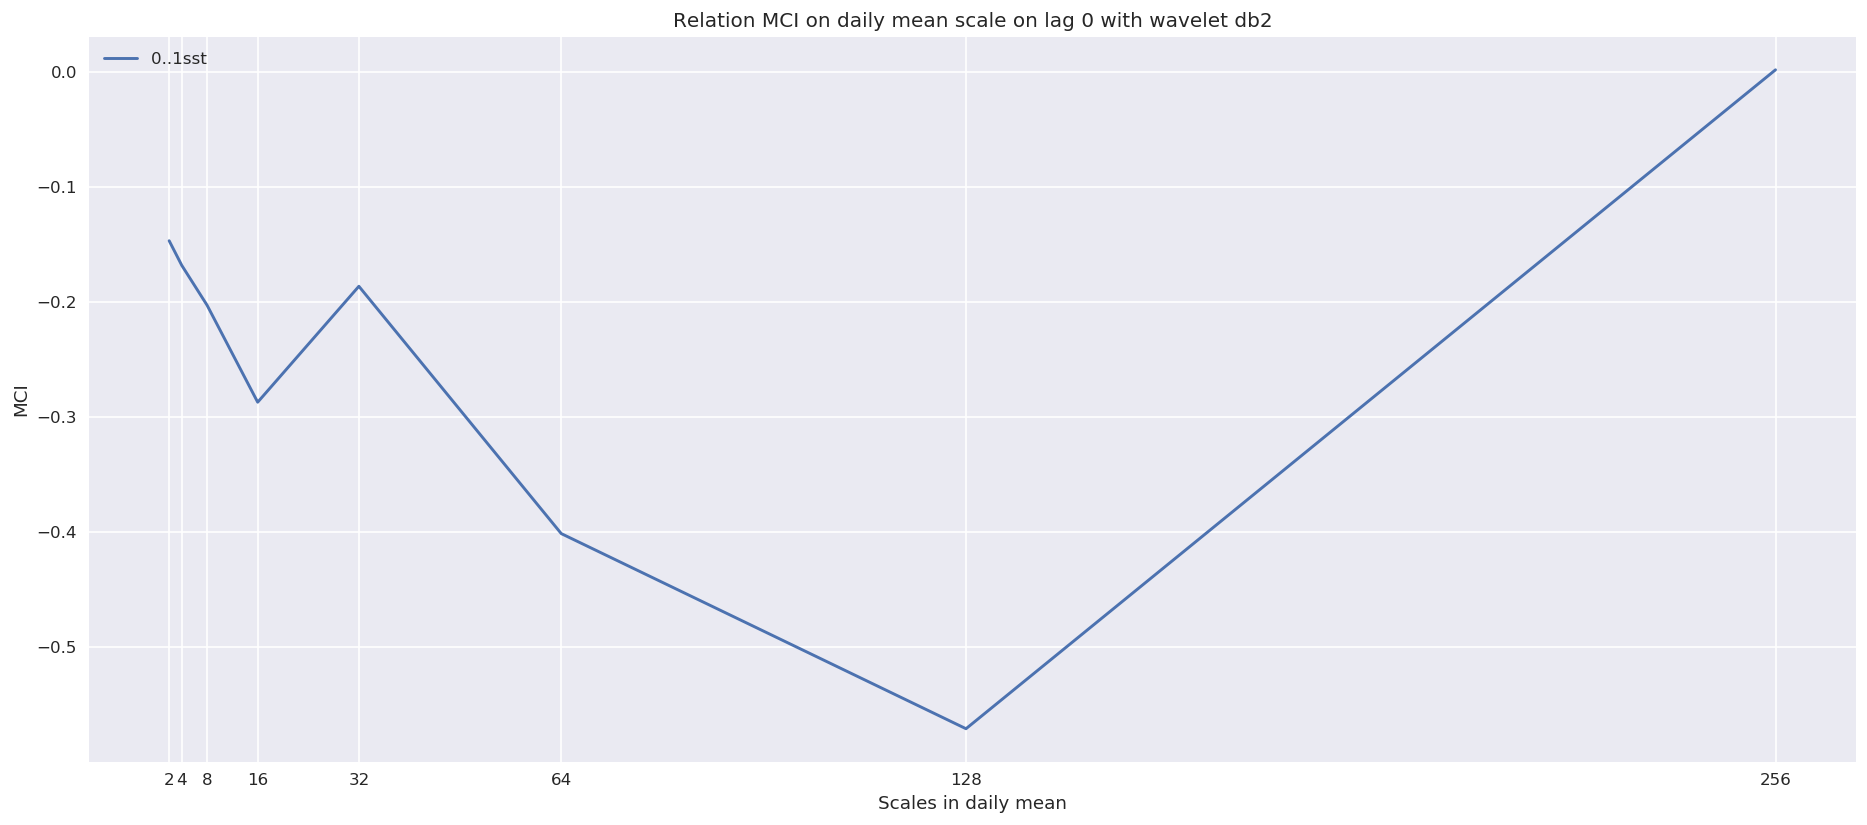 Relation MCI on daily mean scale on lag 0 with wavelet db2
0..1sst
0.0
−0.1
−0.2
−0.3
−0.4
−0.5
MCI
2 4 8 16 32 64 128 256
Scales in daily mean